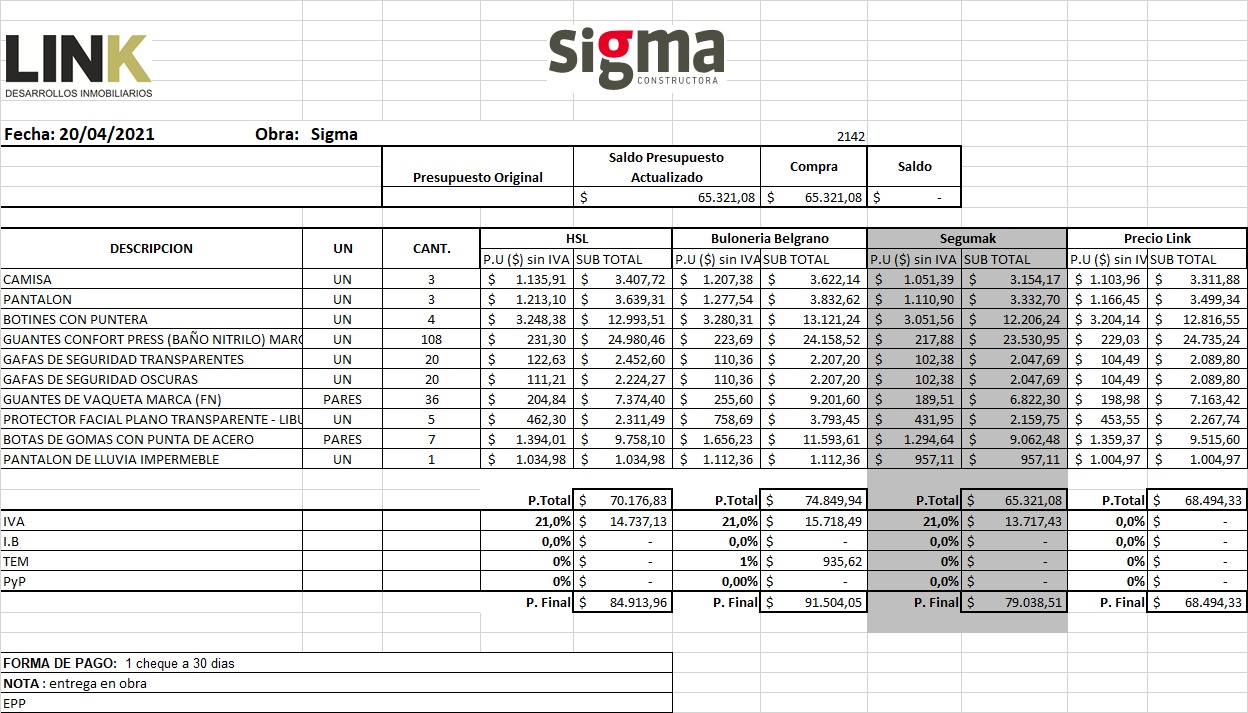 LINK
DESARROLLOS INMOBILIARIOS
sigma
CONSTRUCTORA
Fecha: 20/04/2021 Obra: Sigma 2142
Presupuesto Original Saldo Presupuesto Actualizado Compra Saldo
$ 65.321,08 $ 65.321,08 $ -
DESCRIPCION UN CANT. HSL Buloneria Belgrano Segumak Precio Link
P.U ($) sin IVA SUB TOTAL P.U ($) sin IVA SUB TOTAL P.U ($) sin IVA SUB TOTAL P.U ($) sin IV SUB TOTAL
CAMISA UN 3 $ 1.135,91 $ 3.407,72 $ 1.207,38 $ 3.622,14 $ 1.051,39 $ 3.154,17 $ 1.103,96 $ 3.311,88
PANTALON UN 3 $ 1.213,10 $ 3.639,31 $ 1.277,54 $ 3.832,62 $ 1.110,90 $ 3.332,70 $ 1.166,45 $ 3.499,34
BOTINES CON PUNTERA UN 4 $ 3.248,38 $ 12.993,51 $ 3.280,31 $ 13.121,24 $ 3.051,56 $ 12.206,24 $ 3.204,14 $ 12.816,55
GUANTES CONFORT PRESS (BAÑO NITRILO) MARC UN 108 $ 231,30 $ 24.980,46 $ 223,69 $ 24.158,52 $ 217,88 $ 23.530,95 $ 229,03 $ 24.735,24
GAFAS DE SEGURIDAD TRANSPARENTES UN 20 $ 122,63 $ 2.452,60 $ 110,36 $ 2.207,20 $ 102,38 $ 2.047,69 $ 104,49 $ 2.089,80
GAFAS DE SEGURIDAD OSCURAS UN 20 $ 111,21 $ 2.224,27 $ 110,36 $ 2.207,20 $ 102,38 $ 2.047,69 $ 104,49 $ 2.089,80
GUANTES DE VAQUETA MARCA (FN) PARES 36 $ 204,84 $ 7.374,40 $ 255,60 $ 9.201,60 $ 189,51 $ 6.822,30 $ 198,98 $ 7.163,42
PROTECTOR FACIAL PLANO TRANSPARENTE - LIBU UN 5 $ 462,30 $ 2.311,49 $ 758,69 $ 3.793,45 $ 431,95 $ 2.159,75 $ 453,55 $ 2.267,74
BOTAS DE GOMAS CON PUNTA DE ACERO PARES 7 $ 1.394,01 $ 9.758,10 $ 1.656,23 $ 11.593,61 $ 1.294,64 $ 9.062,48 $ 1.359,37 $ 9.515,60
PANTALON DE LLUVIA IMPERMEBLE UN 1 $ 1.034,98 $ 1.034,98 $ 1.112,36 $ 1.112,36 $ 957,11 $ 957,11 $ 1.004,97 $ 1.004,97
P.Total $ 70.176,83 P.Total $ 74.849,94 P.Total $ 65.321,08 P.Total $ 68.494,33
IVA 21,0% $ 14.737,13 21,0% $ 15.718,49 21,0% $ 13.717,43 0,0% $ -
I.B 0,0% $ - 0,0% $ - 0,0% $ - 0,0% $ -
TEM 0% $ - 1% $ 935,62 0% $ - 0% $ -
PyP 0% $ - 0,00% $ - 0,0% $ - 0% $ -
P. Final $ 84.913,96 P. Final $ 91.504,05 P. Final $ 79.038,51 P. Final $ 68.494,33
FORMA DE PAGO: 1 cheque a 30 dias
NOTA : entrega en obra
EPP